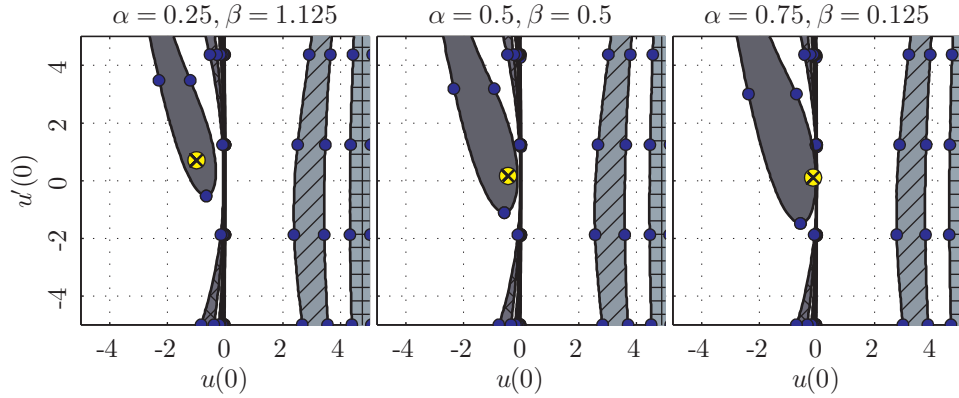 α = 0.25, β = 1.125
α = 0.5, β = 0.5
α = 0.75, β = 0.125
u′(0)
4
2
0
-2
-4
-4 -2 0 2 4
-4 -2 0 2 4
-4 -2 0 2 4
u(0)
u(0)
u(0)